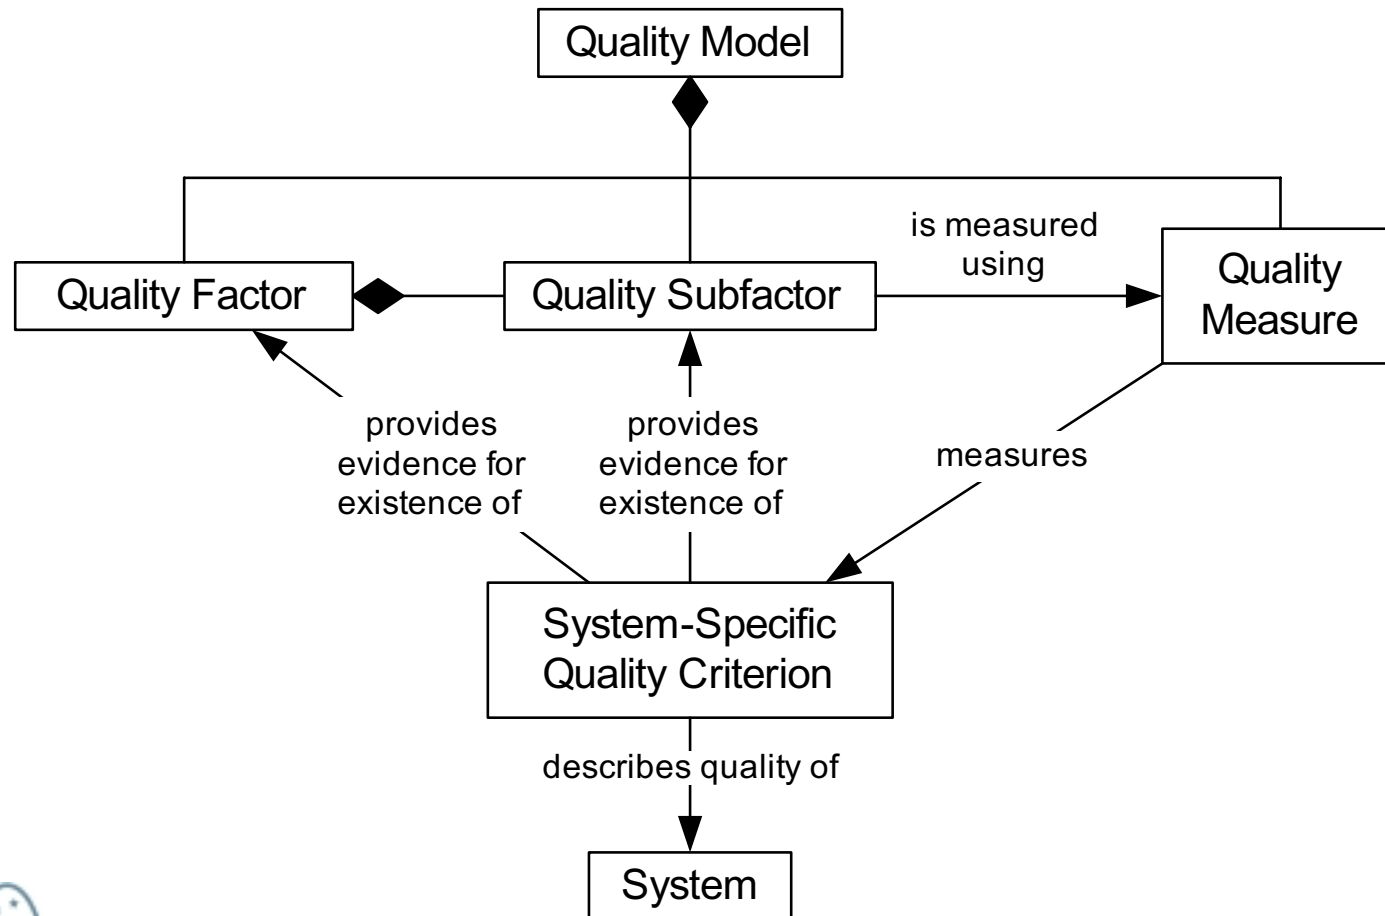 Quality Model
is measured
using
Quality Factor
Quality Subfactor
Quality
Measure
provides
evidence for
existence of
provides
evidence for
existence of
measures
System-Specific
Quality Criterion
describes quality of
System